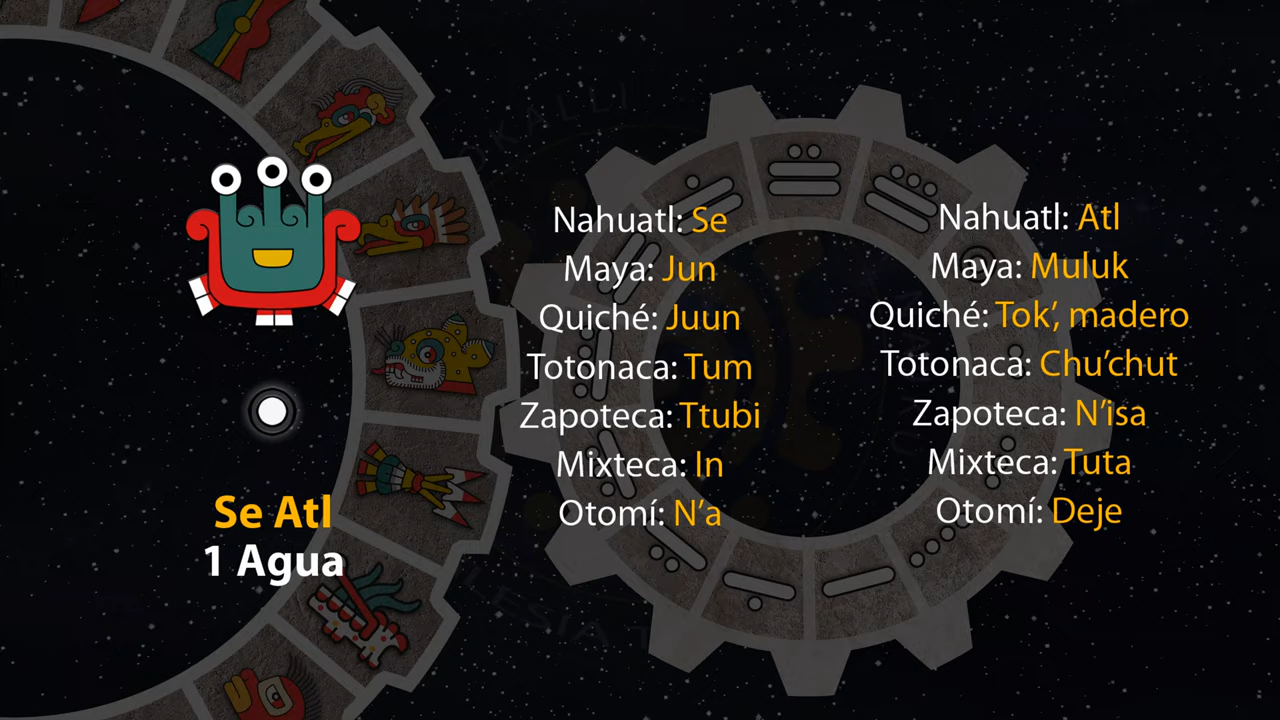 Se Atl
1 Agua
Nahuatl: Se
Maya: Jun
Quiché: Juun
Totonaca: Tum
Zapoteca: Ttubi
Mixteca: In
Otomí: N’a
Nahuatl: Atl
Maya: Muluk
Quiché: Tok’, madero
Totonaca: Chu’chut
Zapoteca: N’isa
Mixteca: Tuta
Otomí: Deje